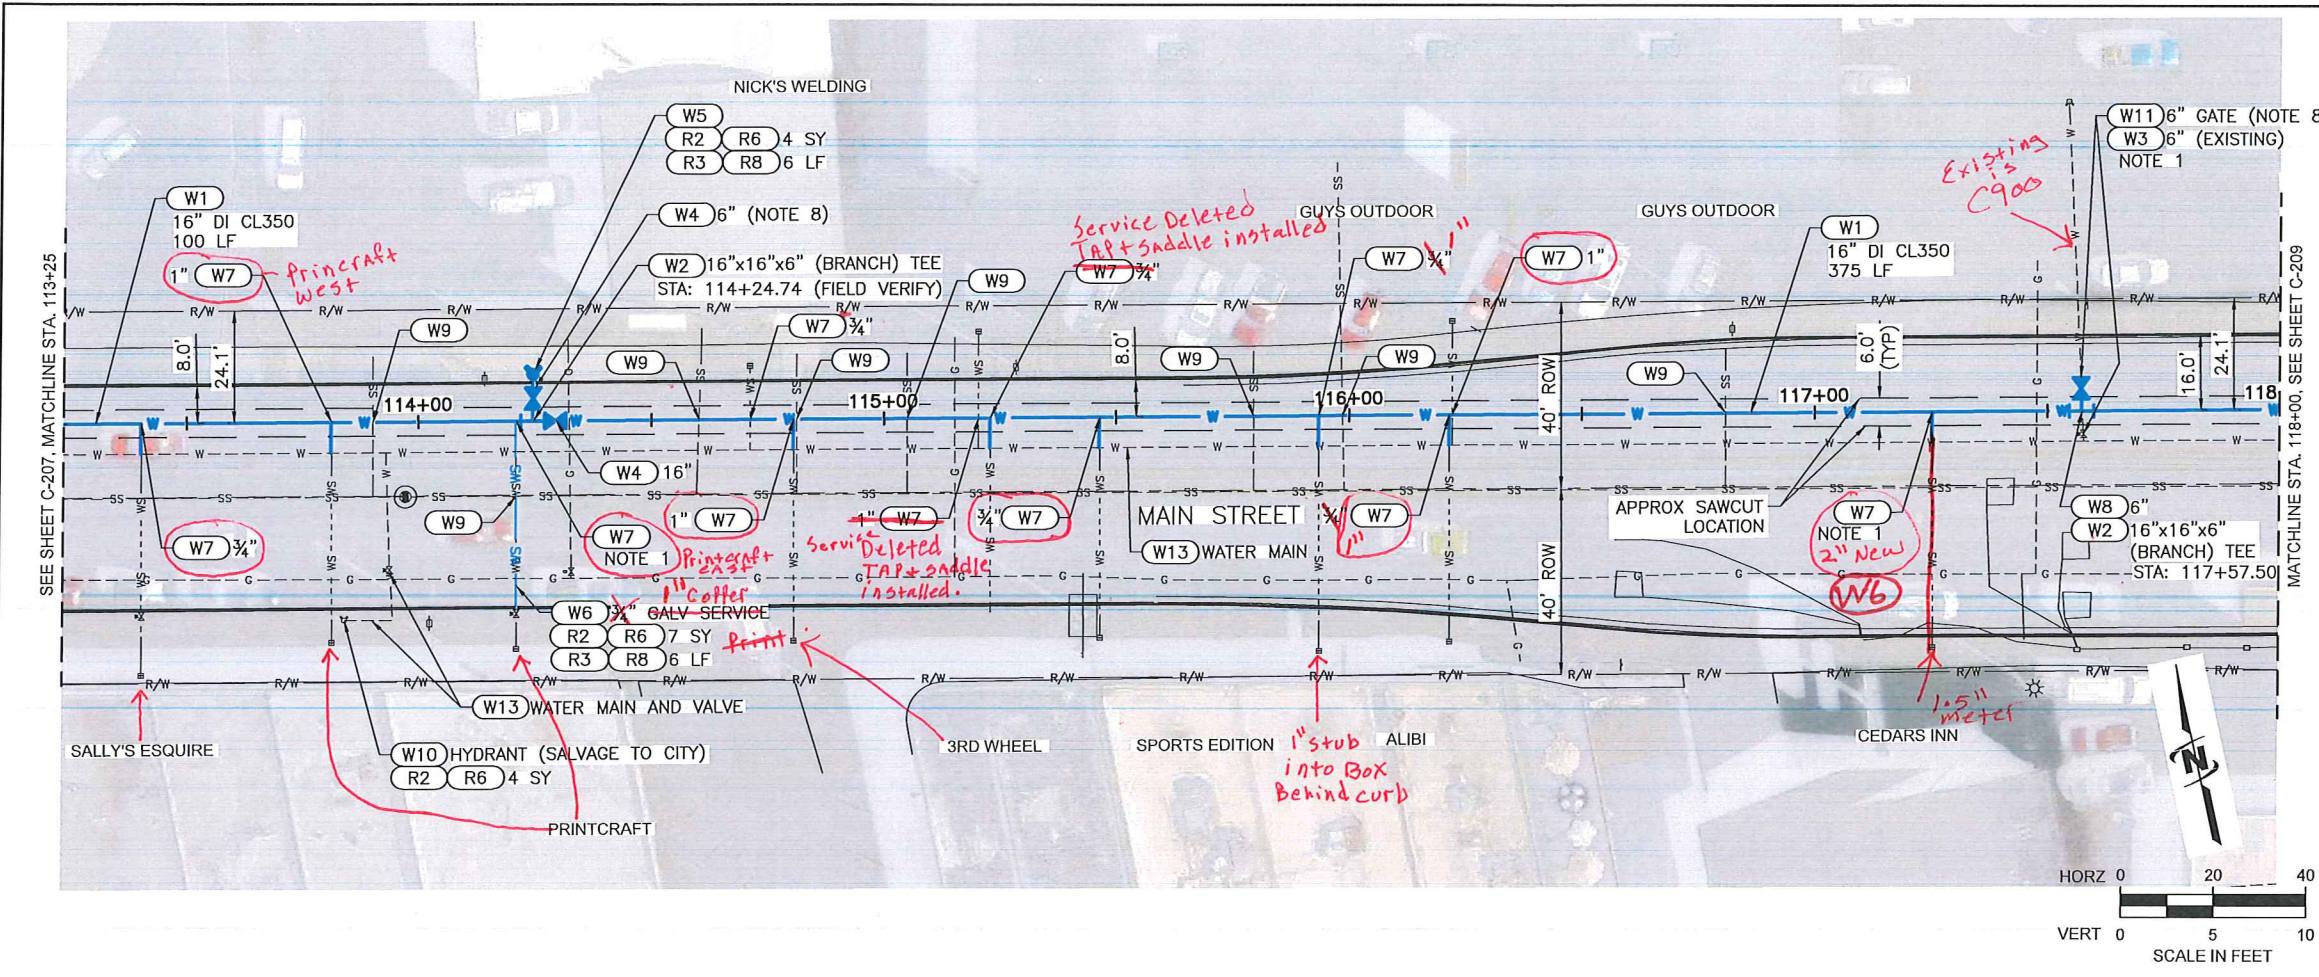 NICK'S WELDING
W5
R2 R6 4 SY
R3 R8 6 LF
W4 6" (NOTE 8)
W2 16"x16"x6" (BRANCH) TEE
STA: 114+24.74 (FIELD VERIFY)
W1
16" DI CL350
100 LF
1" W7
Princraft
West
W9
W9
W7 3/4"
W9
W9
Service Deleted
TAP + Saddle installed
W7 3/4"
GUYS OUTDOOR
GUYS OUTDOOR
W7 3/4" 1"
W7 1"
W9
W9
W9
W1
16" DI CL350
375 LF
Existing
is
C900
W11 6" GATE (NOTE 8
W3 6" (EXISTING)
NOTE 1
SEE SHEET C-207, MATCHLINE STA. 113+25
MATCHLINE STA. 118+00, SEE SHEET C-209
R/W R/W R/W R/W R/W R/W R/W R/W R/W R/W R/W R/W R/W R/W R/W R/W R/W
8.0'
24.1'
8.0'
40' ROW
40' ROW
6.0'
(TYP)
16.0'
24.1'
114+00
115+00
116+00
117+00
118
W4 16"
W9
W7 3/4"
W7
NOTE 1
Printcraft
east
1" W7
1" W7
Service
Deleted
TAP + Saddle
installed.
3/4" W7
MAIN STREET
W13 WATER MAIN
3/4" W7
1"
APPROX SAWCUT
LOCATION
W7
NOTE 1
2" New
W6
W8 6"
W2 16"x16"x6"
(BRANCH) TEE
STA: 117+57.50
1" Coffer
W6 3/4" GALV SERVICE
R2 R6 7 SY
R3 R8 6 LF
Print
W13 WATER MAIN AND VALVE
W10 HYDRANT (SALVAGE TO CITY)
R2 R6 4 SY
SALLY'S ESQUIRE
PRINTCRAFT
3RD WHEEL
SPORTS EDITION
1" Stub
into Box
Behind curb
ALIBI
1.5"
meter
CEDARS INN
N
HORZ 0 20 40
VERT 0 5 10
SCALE IN FEET